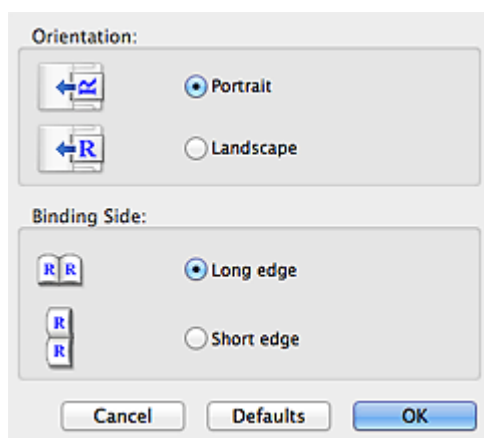 Orientation:
R
Portrait
R
Landscape
Binding Side:
R R
Long edge
R
R
Short edge
Cancel Defaults OK